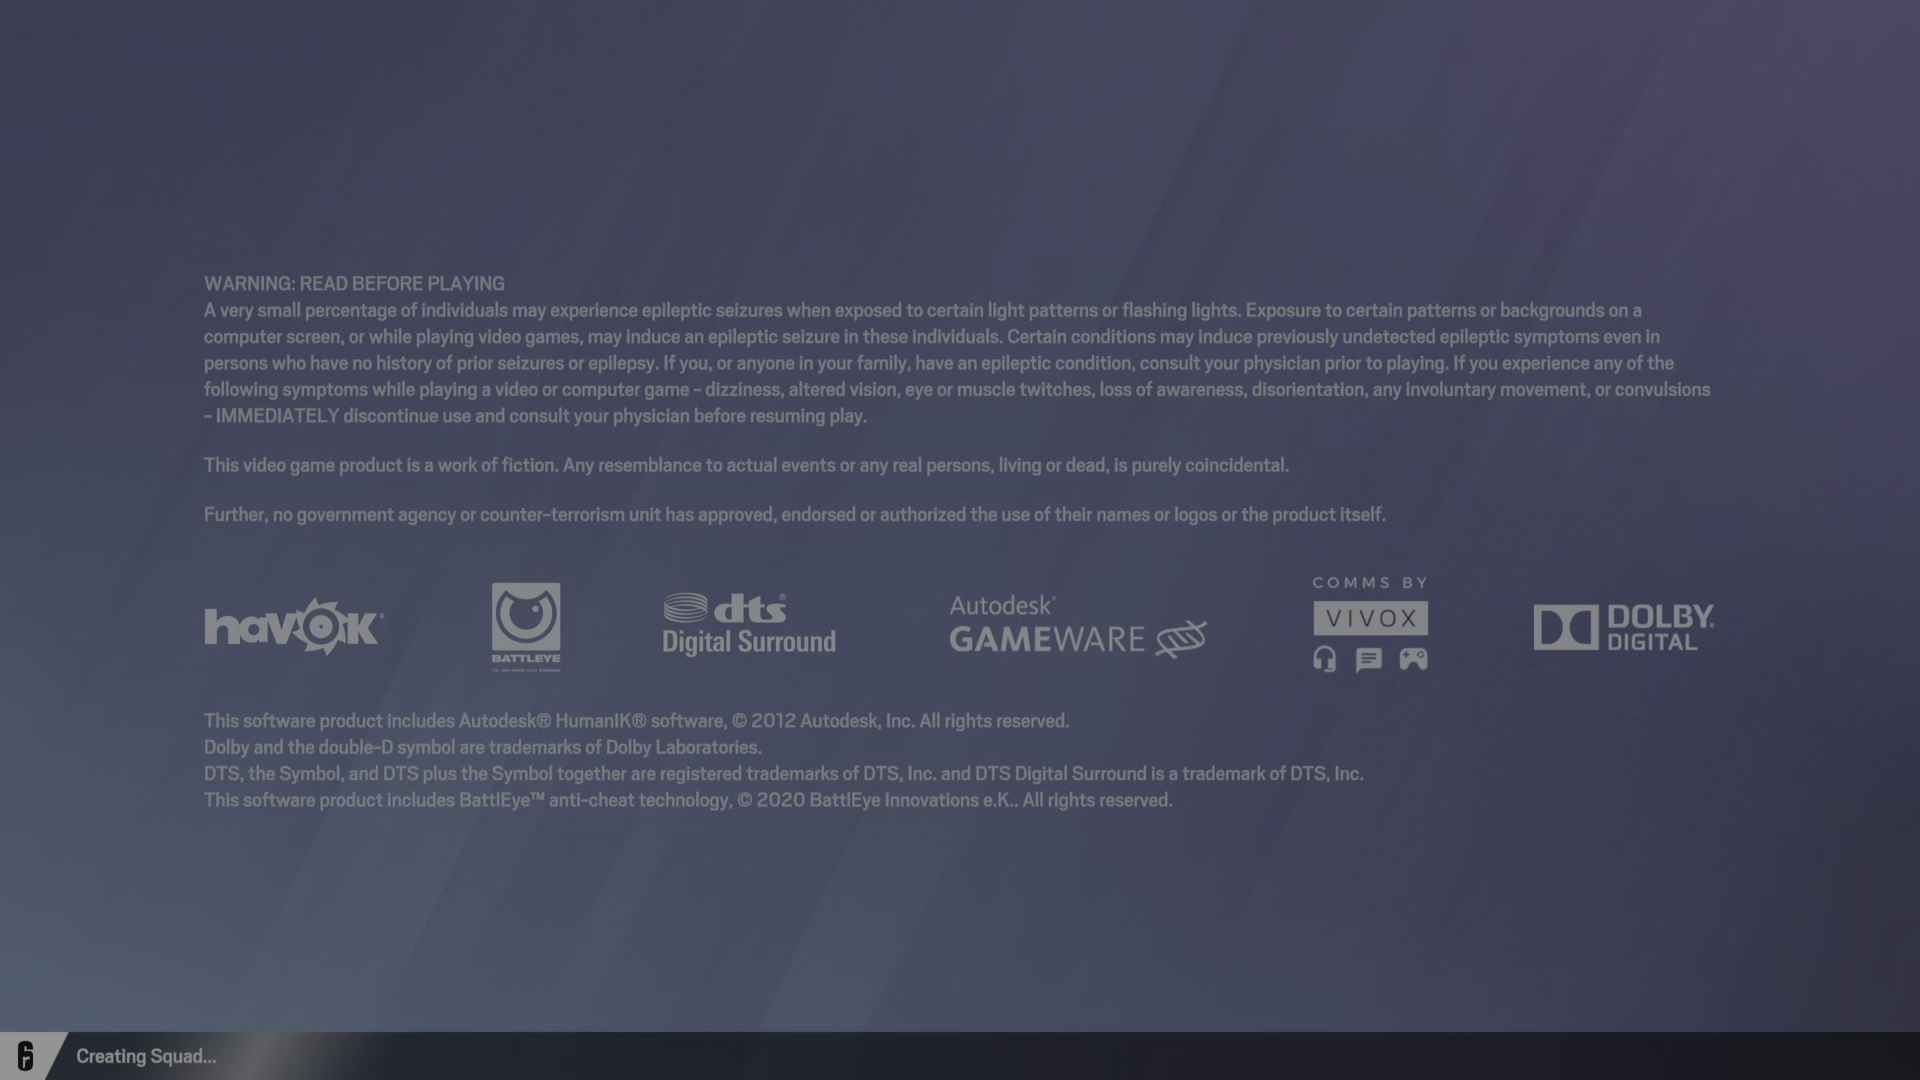 WARNING: READ BEFORE PLAYING
A very small percentage of individuals may experience epileptic seizures when exposed to certain light patterns or flashing lights. Exposure to certain patterns or backgrounds on a
computer screen, or while playing video games, may induce an epileptic seizure in these individuals. Certain conditions may induce previously undetected epileptic symptoms even in
persons who have no history of prior seizures or epilepsy. If you, or anyone in your family, have an epileptic condition, consult your physician prior to playing. If you experience any of the
following symptoms while playing a video or computer game - dizziness, altered vision, eye or muscle twitches, loss of awareness, disorientation, any involuntary movement, or convulsions
- IMMEDIATELY discontinue use and consult your physician before resuming play.
This video game product is a work of fiction. Any resemblance to actual events or any real persons, living or dead, is purely coincidental.
Further, no government agency or counter-terrorism unit has approved, endorsed or authorized the use of their names or logos or the product itself.
havok®
BATTLEYE
dts®
Digital Surround
Autodesk®
GAMEWARE
COMMS BY
VIVOX
DOLBY®
DIGITAL
This software product includes Autodesk® HumanIK® software, © 2012 Autodesk, Inc. All rights reserved.
Dolby and the double-D symbol are trademarks of Dolby Laboratories.
DTS, the Symbol, and DTS plus the Symbol together are registered trademarks of DTS, Inc. and DTS Digital Surround is a trademark of DTS, Inc.
This software product includes BattlEye™ anti-cheat technology, © 2020 BattlEye Innovations e.K.. All rights reserved.
6
Creating Squad...